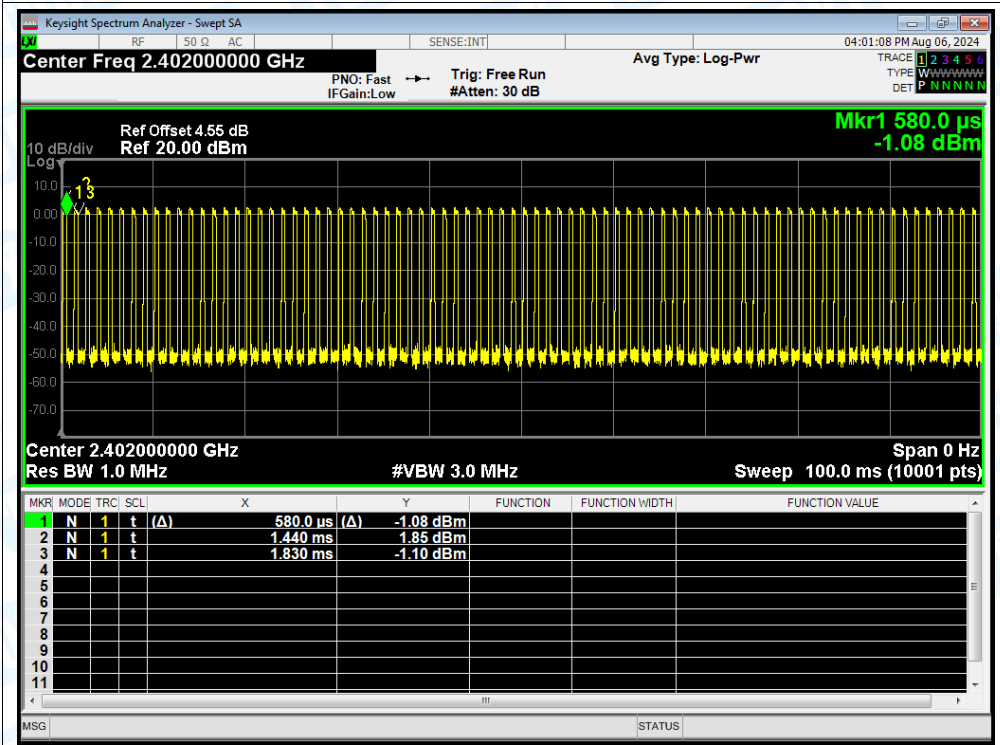 Keysight Spectrum Analyzer - Swept SA
LXI RF 50 Ω AC SENSE:INT 04:01:08 PM Aug 06, 2024
Center Freq 2.402000000 GHz Avg Type: Log-Pwr TRACE 1 2 3 4 5 6
PNO: Fast Trig: Free Run TYPE WWWWWW
IFGain:Low #Atten: 30 dB DET P N N N N N
Mkr1 580.0 µs
-1.08 dBm
Ref Offset 4.55 dB
10 dB/div Ref 20.00 dBm
Log
10.0
0.00
-10.0
-20.0
-30.0
-40.0
-50.0
-60.0
-70.0
1 2 3
Center 2.402000000 GHz Span 0 Hz
Res BW 1.0 MHz #VBW 3.0 MHz Sweep 100.0 ms (10001 pts)
MKR MODE TRC SCL X Y FUNCTION FUNCTION WIDTH FUNCTION VALUE
1 N 1 t (Δ) 580.0 µs (Δ) -1.08 dBm
2 N 1 t 1.440 ms 1.85 dBm
3 N 1 t 1.830 ms -1.10 dBm
4
5
6
7
8
9
10
11
MSG STATUS